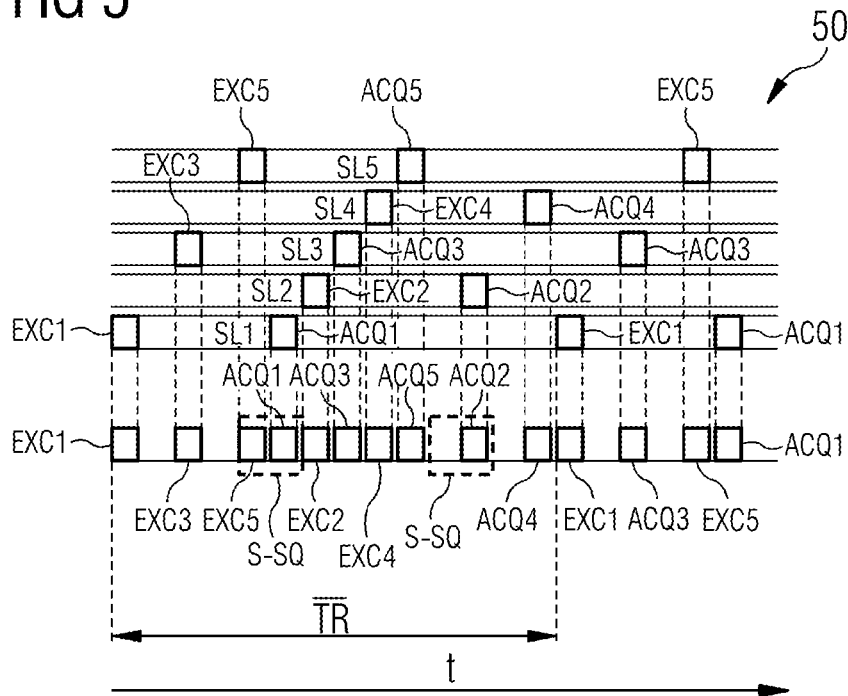 FIG 5
50
EXC5 ACQ5 EXC5
EXC3 SL5
SL4 EXC4 ACQ4
SL3 ACQ3 ACQ3
SL2 EXC2 ACQ2
EXC1 SL1 ACQ1 EXC1 ACQ1
ACQ1 ACQ3 ACQ5 ACQ2
EXC1 ACQ1
EXC3 EXC5 EXC2 S-SQ ACQ4 EXC1 ACQ3 EXC5
S-SQ EXC4
TR
t